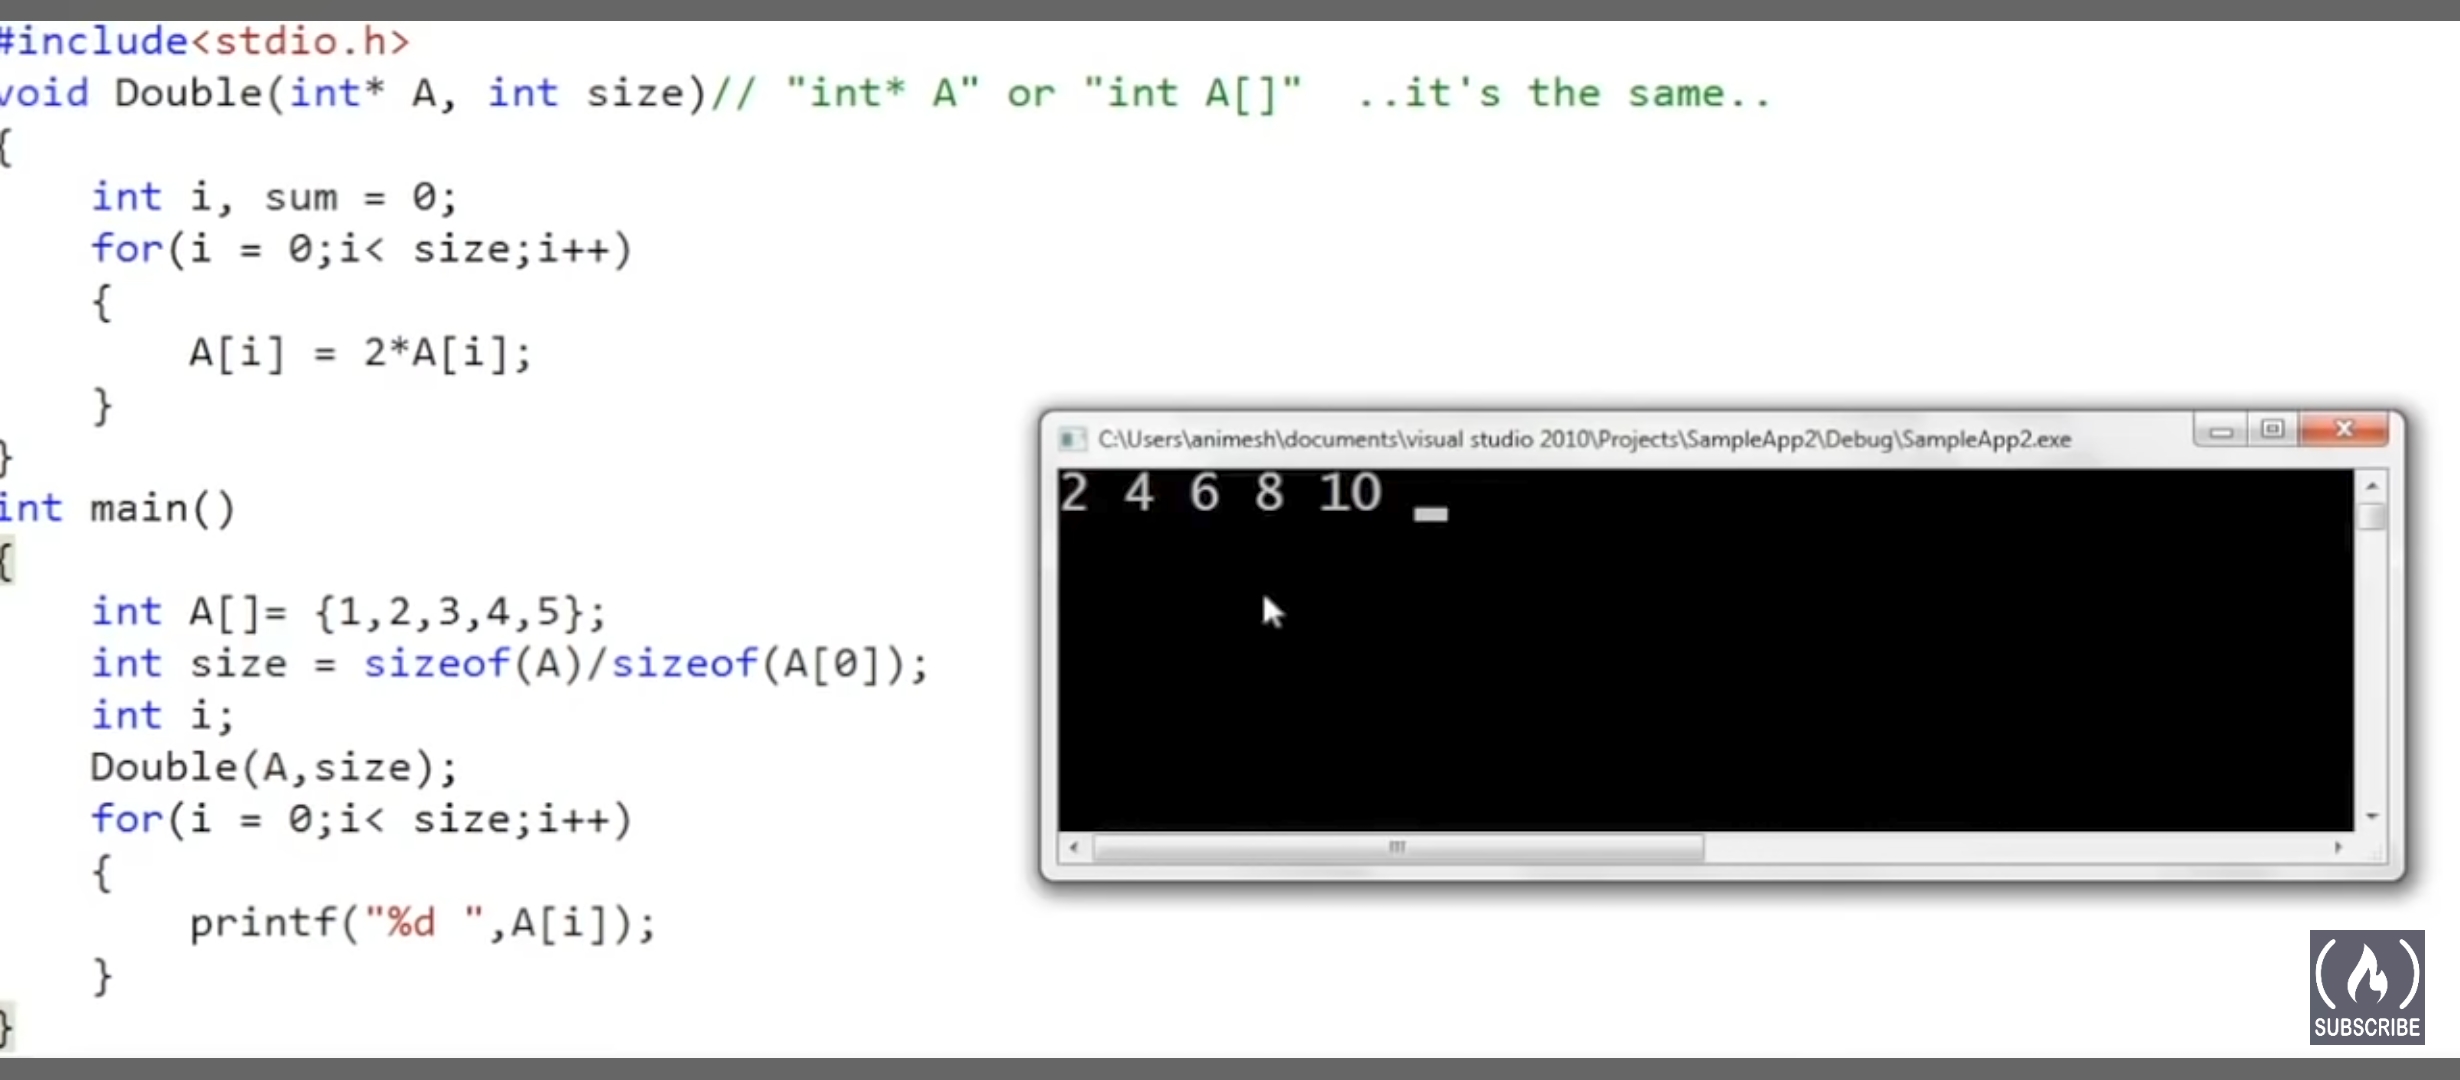 #include<stdio.h>
void Double(int* A, int size)// "int* A" or "int A[]"  ..it's the same..
{
    int i, sum = 0;
    for(i = 0;i< size;i++)
    {
        A[i] = 2*A[i];
    }
}
int main()
{
    int A[]= {1,2,3,4,5};
    int size = sizeof(A)/sizeof(A[0]);
    int i;
    Double(A,size);
    for(i = 0;i< size;i++)
    {
        printf("%d ",A[i]);
    }
}
C:\Users\animesh\documents\visual studio 2010\Projects\SampleApp2\Debug\SampleApp2.exe
2 4 6 8 10 _
SUBSCRIBE